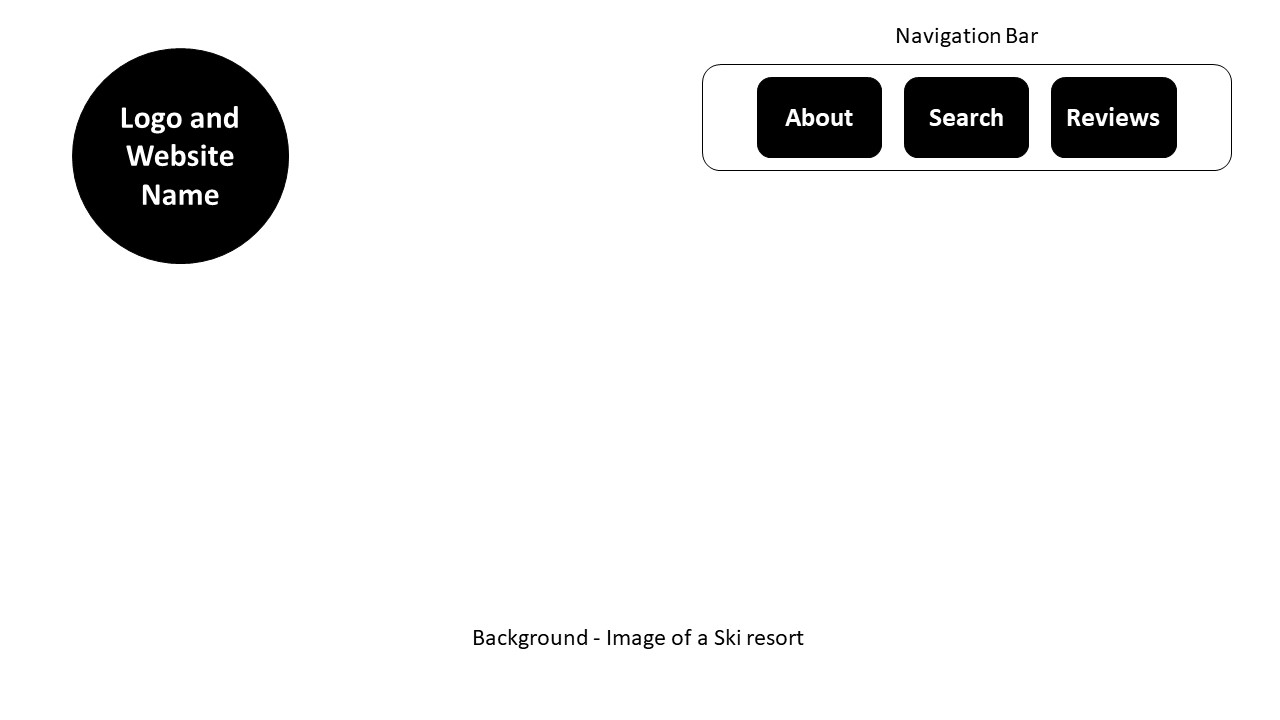 Navigation Bar
Logo and
Website
Name
About
Search
Reviews
Background - Image of a Ski resort